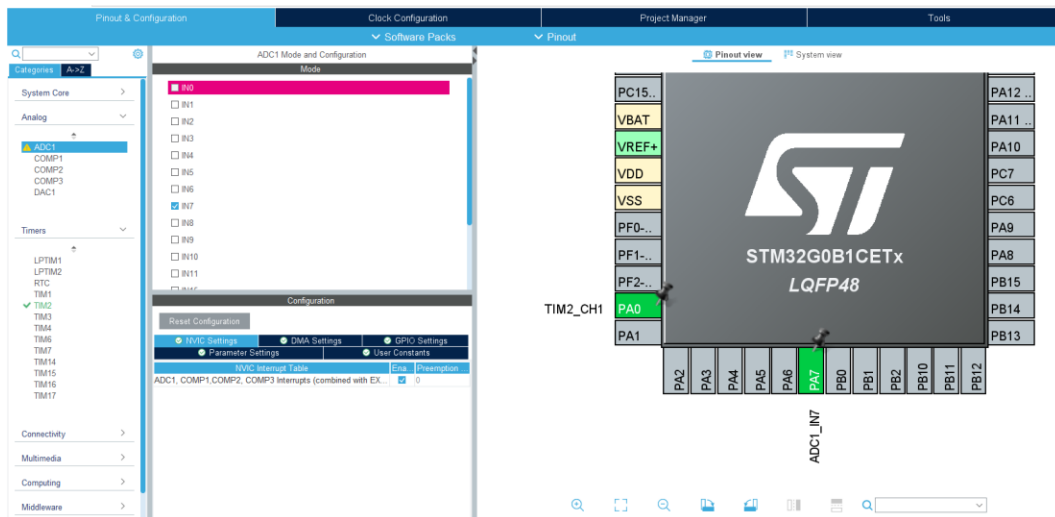 Pinout & Configuration
Clock Configuration
Project Manager
Tools
Software Packs
Pinout
Categories
A->Z
System Core
Analog
ADC1
COMP1
COMP2
COMP3
DAC1
Timers
LPTIM1
LPTIM2
RTC
TIM1
TIM2
TIM3
TIM4
TIM6
TIM7
TIM14
TIM15
TIM16
TIM17
Connectivity
Multimedia
Computing
Middleware
ADC1 Mode and Configuration
Mode
IN0
IN1
IN2
IN3
IN4
IN5
IN6
IN7
IN8
IN9
IN10
IN11
Configuration
Reset Configuration
NVIC Settings
DMA Settings
GPIO Settings
Parameter Settings
User Constants
NVIC Interrupt Table
Ena...
Preemption ...
ADC1, COMP1,COMP2, COMP3 Interrupts (combined with EX...
0
Pinout view
System view
PC15..
VBAT
VREF+
VDD
VSS
PF0-..
PF1-..
PF2-..
TIM2_CH1
PA0
PA1
STM32G0B1CETx
LQFP48
PA12 ..
PA11 ..
PA10
PC7
PC6
PA9
PA8
PB15
PB14
PB13
PA2
PA3
PA4
PA5
PA6
PA7
PB0
PB1
PB2
PB10
PB11
PB12
ADC1_IN7